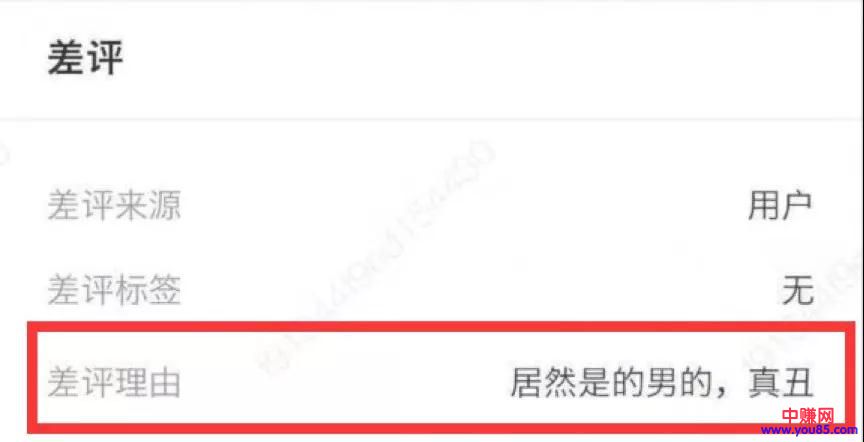 差评
差评来源 用户
差评标签 无
差评理由 居然是的男的，真丑
中赚网
www.you85.com